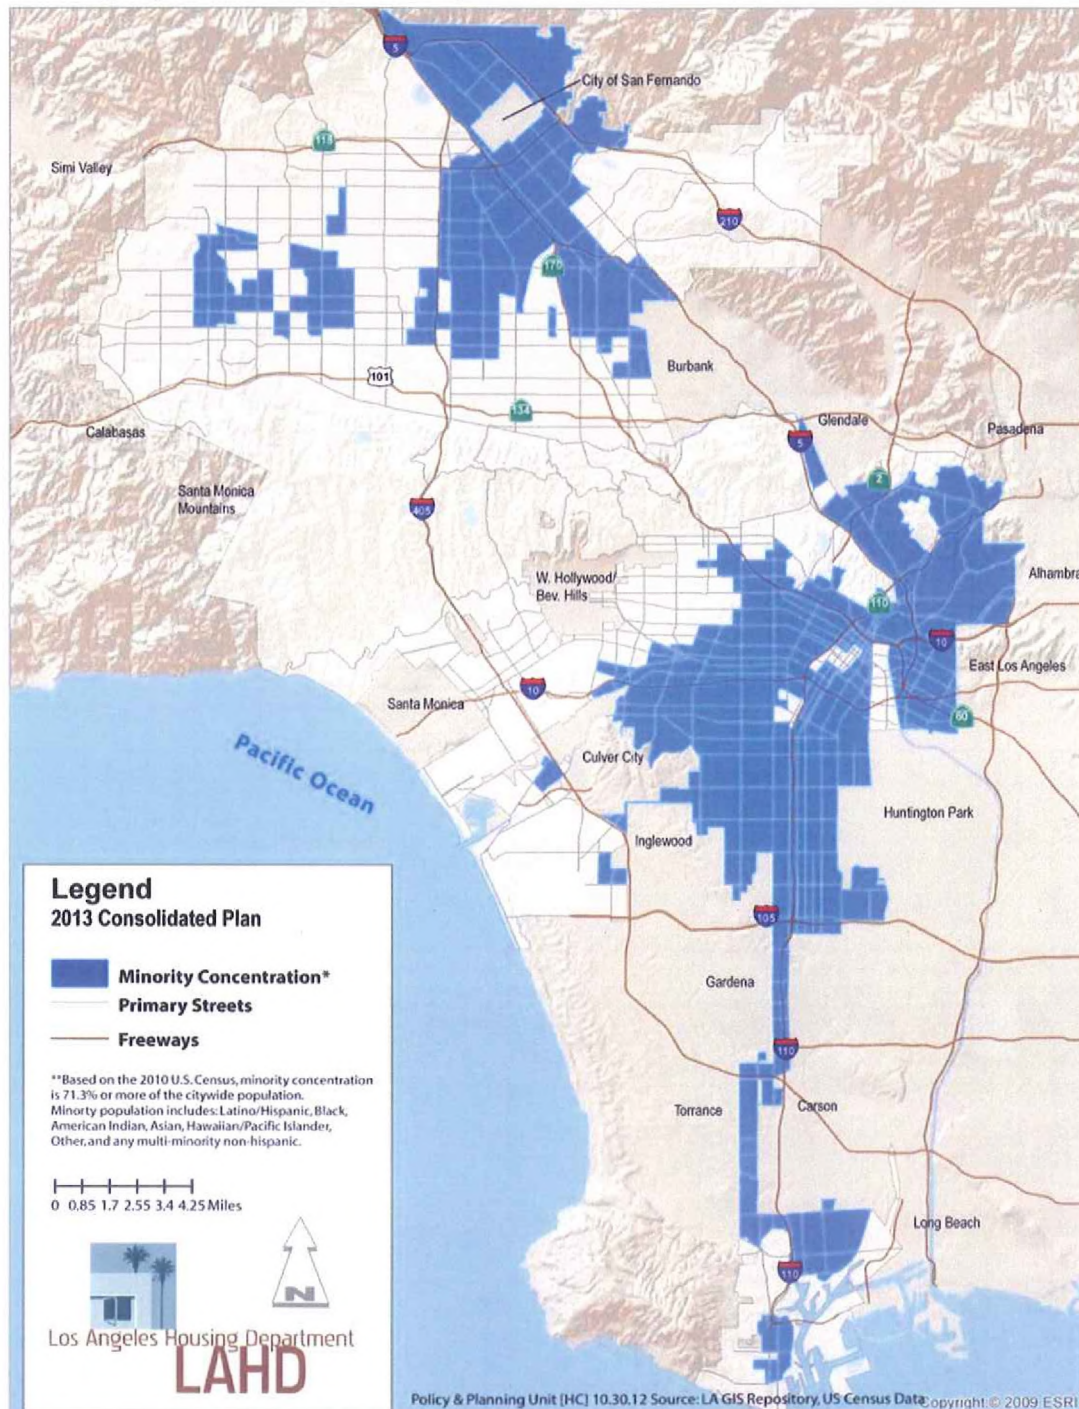 5
City of San Fernando
118
Simi Valley
210
170
Burbank
101
134
Glendale
Calabasas
5
Pasadena
2
Santa Monica
Mountains
405
W. Hollywood/
Bev. Hills
Alhambra
110
10
East Los Angeles
10
Santa Monica
60
Pacific Ocean
Culver City
Huntington Park
Inglewood
105
Gardena
110
Torrance
Carson
Long Beach
110
Legend
2013 Consolidated Plan
Minority Concentration*
Primary Streets
Freeways
**Based on the 2010 U.S. Census, minority concentration
is 71.3% or more of the citywide population.
Minorty population includes: Latino/Hispanic, Black,
American Indian, Asian, Hawaiian/Pacific Islander,
Other, and any multi-minority non-hispanic.
0 0.85 1.7 2.55 3.4 4.25 Miles
N
Los Angeles Housing Department
LAHD
Policy & Planning Unit [HC] 10.30.12 Source: LA GIS Repository, US Census Data
Copyright:© 2009 ESRI